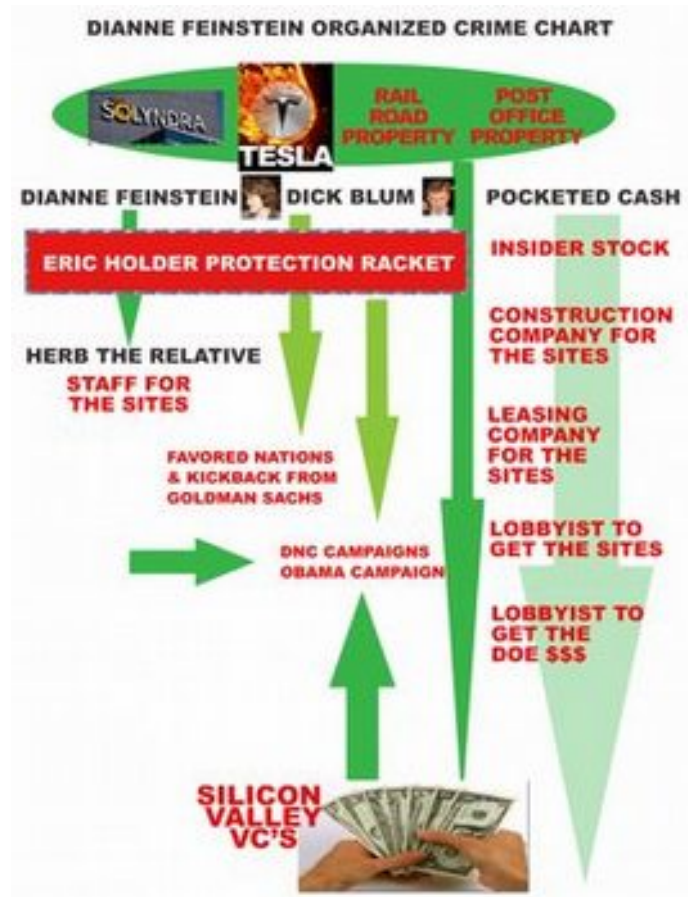 DIANNE FEINSTEIN ORGANIZED CRIME CHART
SOLYNDRA
TESLA
RAIL
ROAD
PROPERTY
POST
OFFICE
PROPERTY
DIANNE FEINSTEIN
DICK BLUM
POCKETED CASH
ERIC HOLDER PROTECTION RACKET
INSIDER STOCK
CONSTRUCTION
COMPANY FOR
THE SITES
HERB THE RELATIVE
STAFF FOR
THE SITES
LEASING
COMPANY
FOR THE
SITES
FAVORED NATIONS
& KICKBACK FROM
GOLDMAN SACHS
LOBBYIST TO
GET THE SITES
DNC CAMPAIGNS
OBAMA CAMPAIGN
LOBBYIST TO
GET THE
DOE $$$
SILICON
VALLEY
VC'S